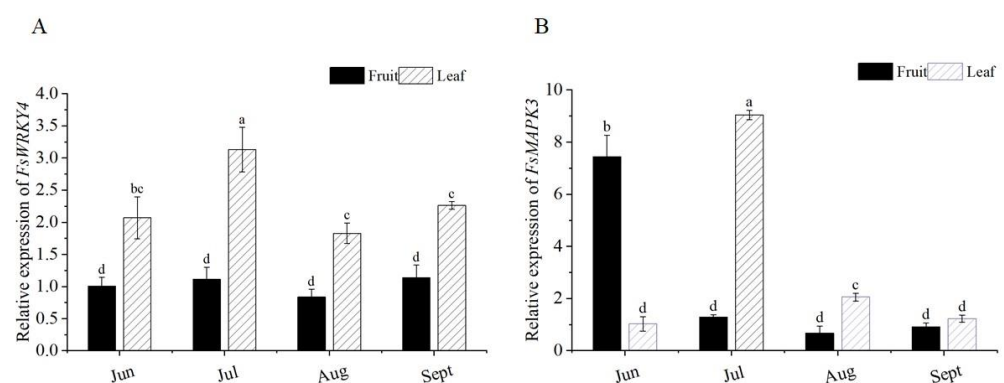 A
Fruit Leaf
Relative expression of FsWRKY4
4.0
3.5
3.0
2.5
2.0
1.5
1.0
0.5
0.0
d bc d a d c d c
Jun Jul Aug Sept
B
Fruit Leaf
Relative expression of FsMAPK3
10
8
6
4
2
0
b d d a d c d d
Jun Jul Aug Sept